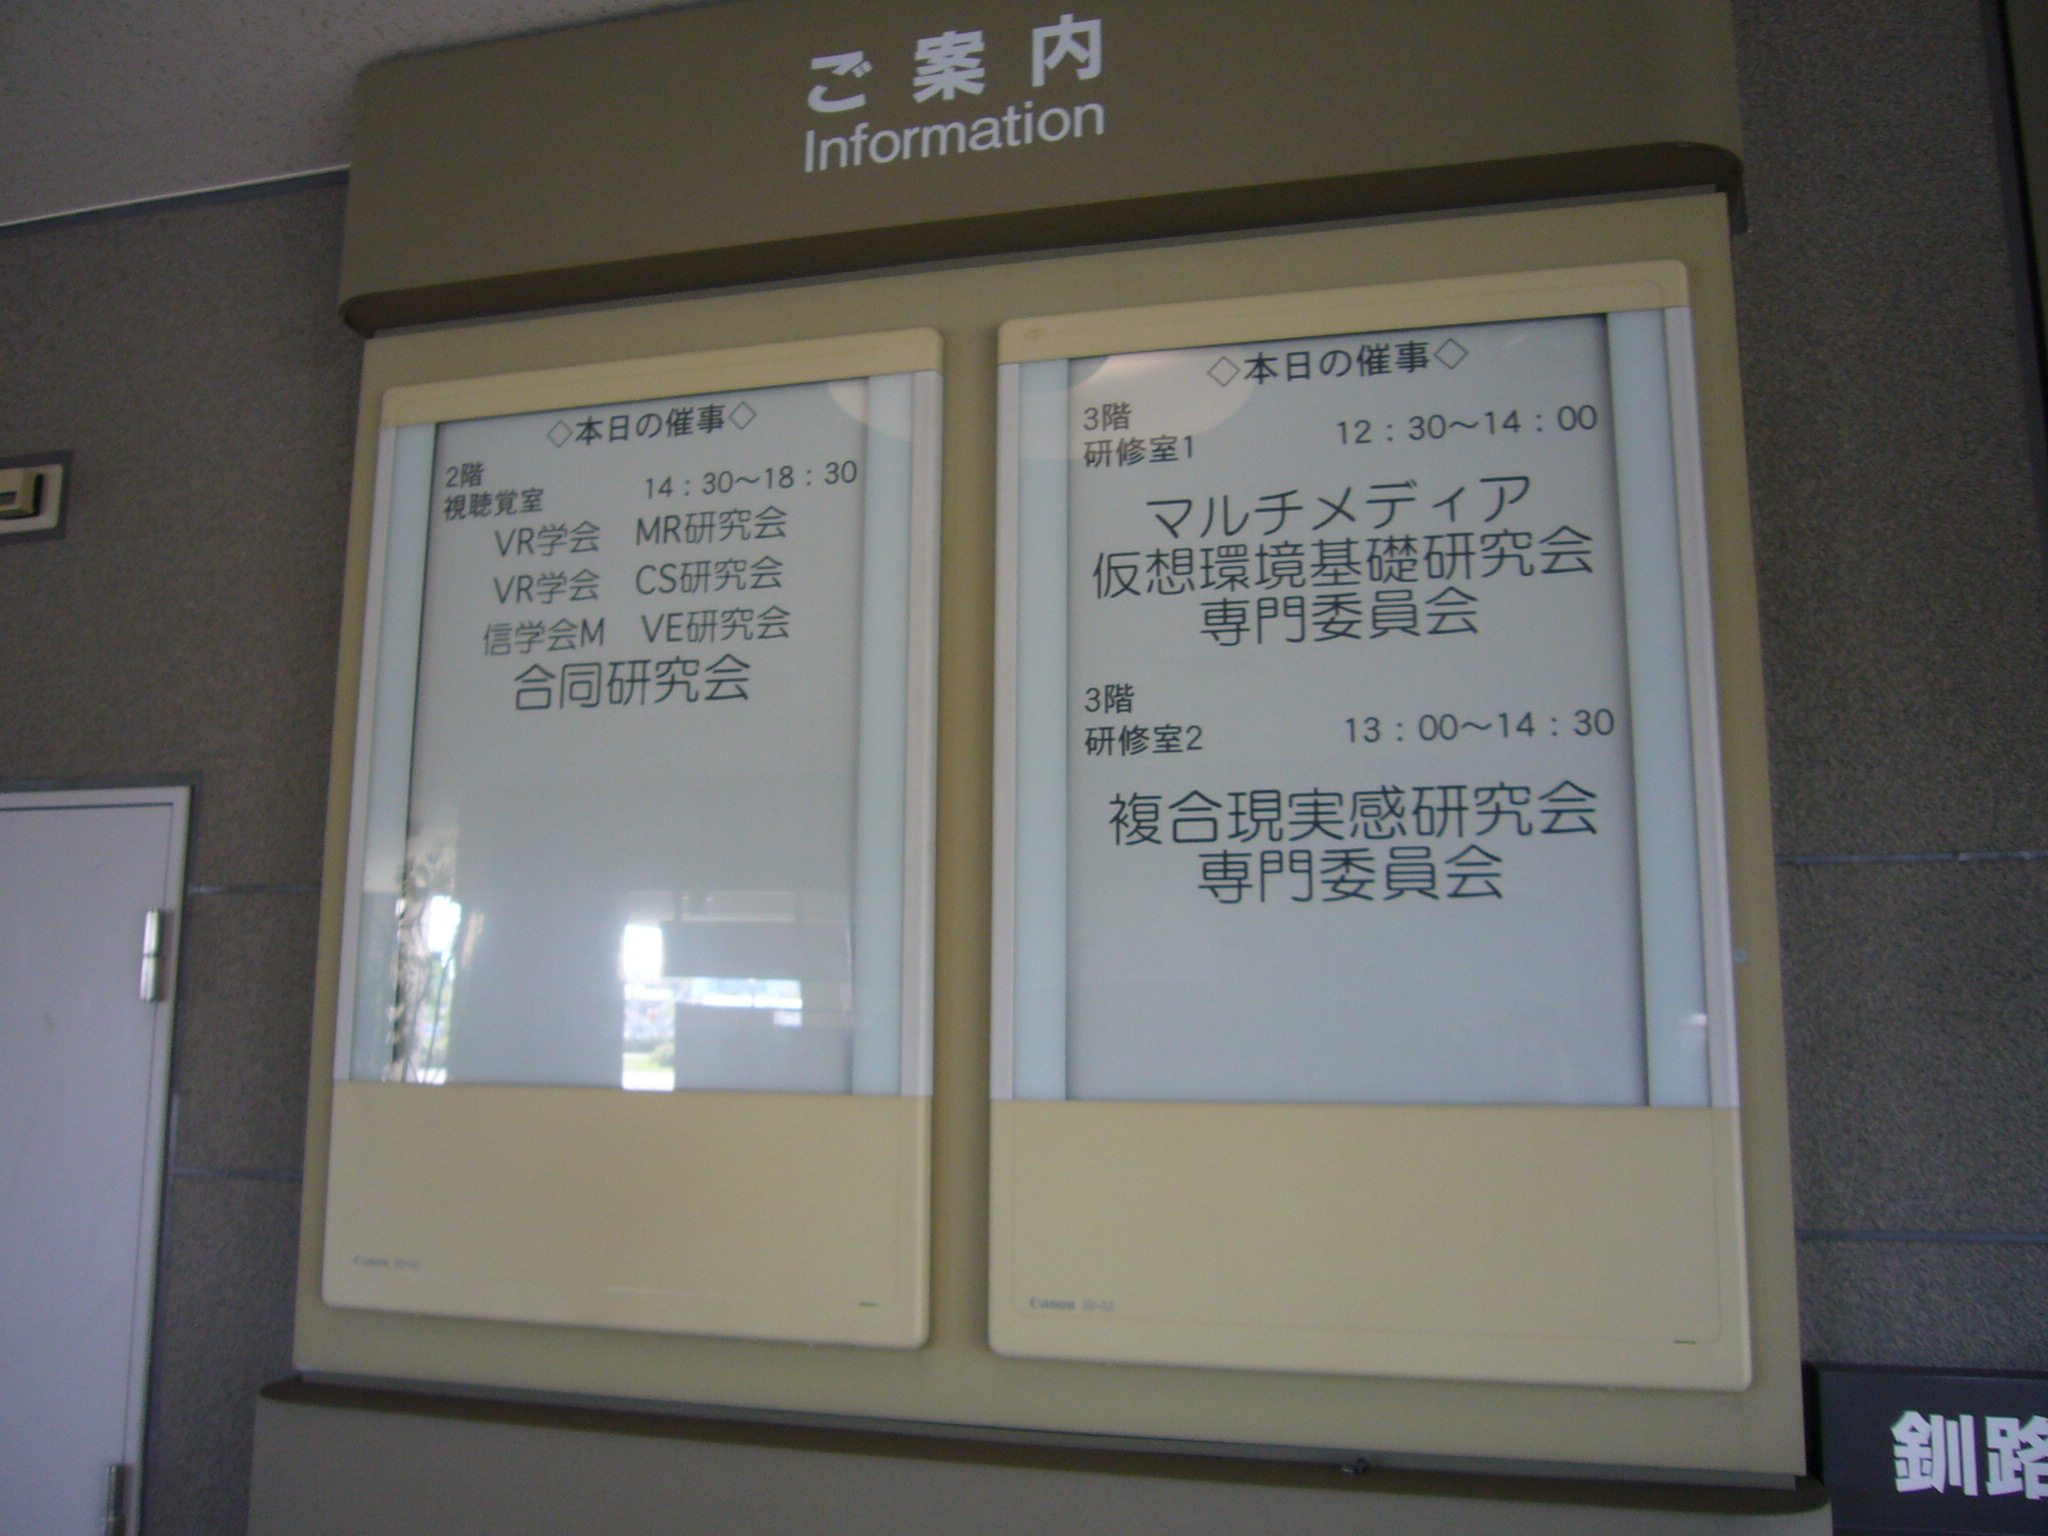 ご案内
Information
◇本日の催事◇
2階
視聴覚室 14:30〜18:30
VR学会 MR研究会
VR学会 CS研究会
信学会M VE研究会
合同研究会
Canon
◇本日の催事◇
3階
研修室1 12:30〜14:00
マルチメディア
仮想環境基礎研究会
専門委員会
3階
研修室2 13:00〜14:30
複合現実感研究会
専門委員会
Canon
釧路